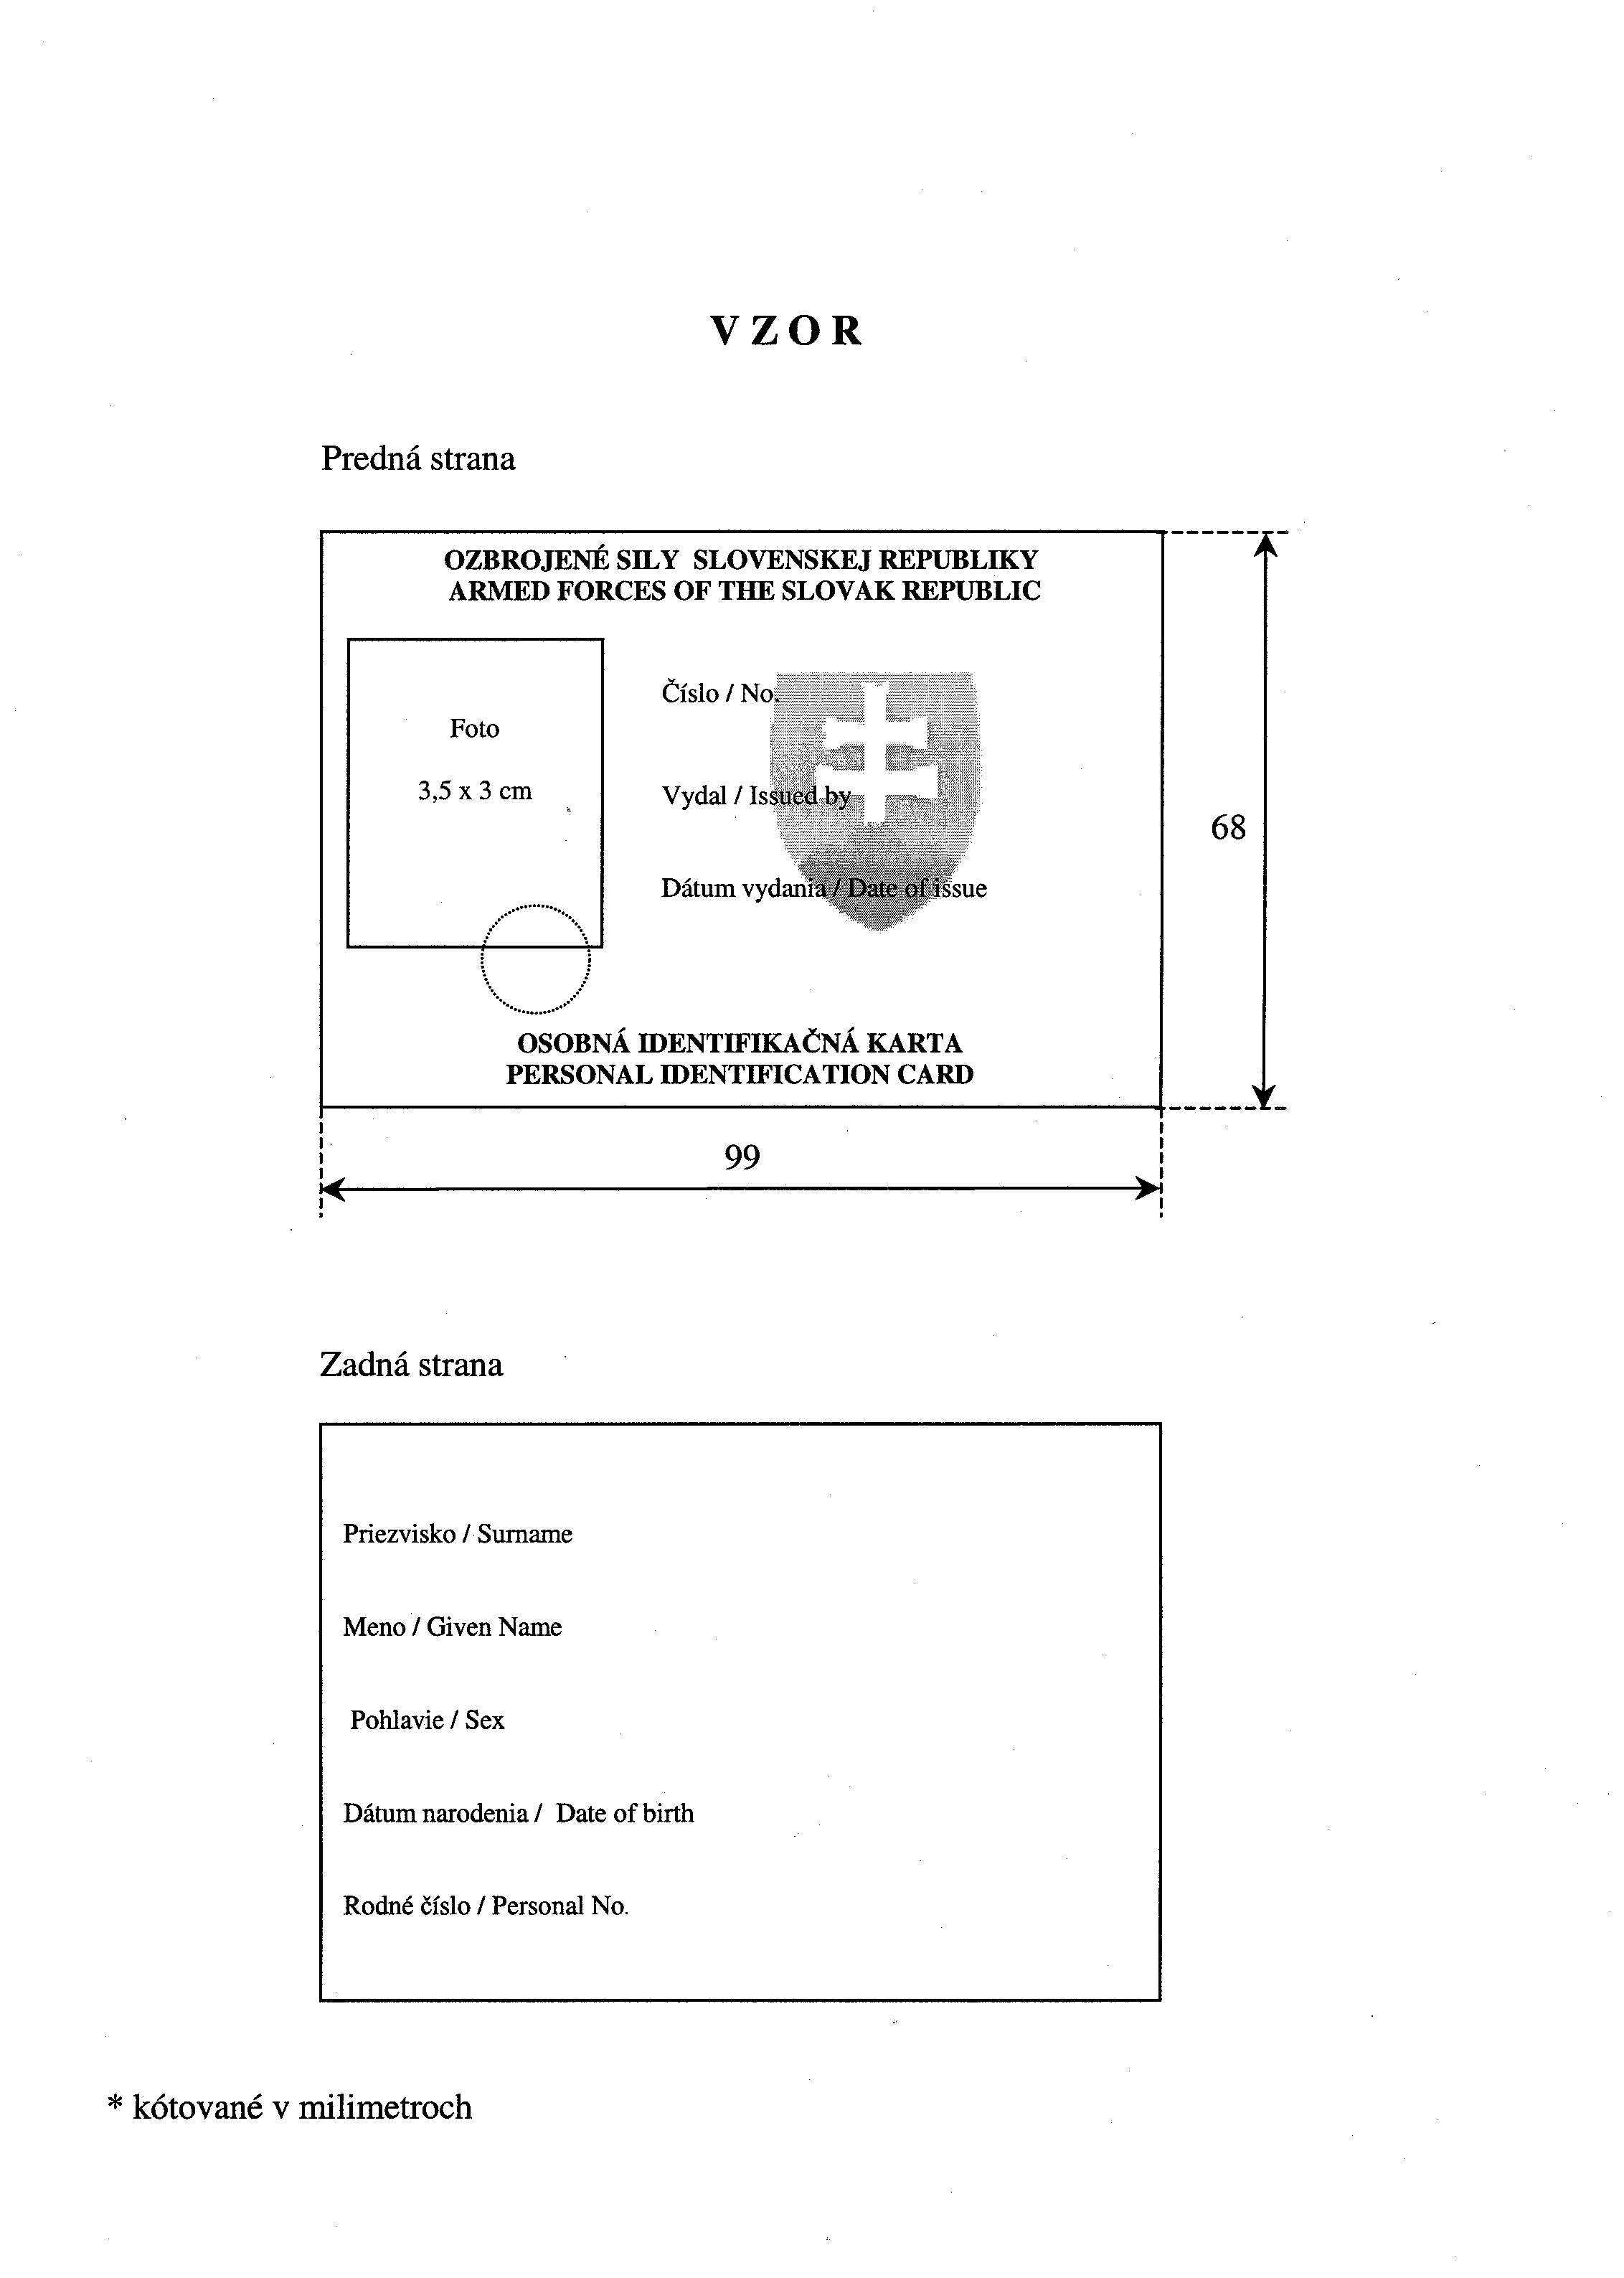 V Z O R
Predná strana
OZBROJENÉ SILY SLOVENSKEJ REPUBLIKY
ARMED FORCES OF THE SLOVAK REPUBLIC
Foto
3,5 x 3 cm
Číslo / No.
Vydal / Issued by
Dátum vydania / Date of issue
68
OSOBNÁ IDENTIFIKAČNÁ KARTA
PERSONAL IDENTIFICATION CARD
99
Zadná strana
Priezvisko / Surname
Meno / Given Name
Pohlavie / Sex
Dátum narodenia / Date of birth
Rodné číslo / Personal No.
* kótované v milimetroch